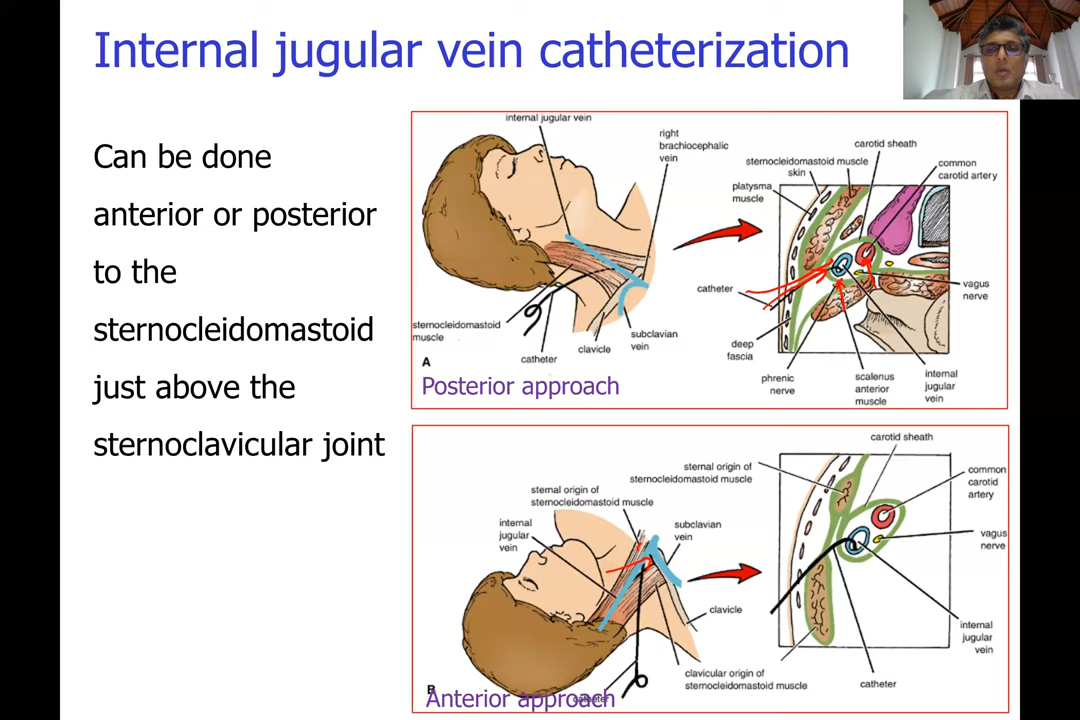 Internal jugular vein catheterization
Can be done
anterior or posterior
to the
sternocleidomastoid
just above the
sternoclavicular joint
internal jugular vein
right
brachiocephalic
vein
sternocleidomastoid
muscle
catheter
clavicle
subclavian
vein
A
Posterior approach
carotid sheath
sternocleidomastoid muscle
skin
platysma
muscle
common
carotid artery
catheter
vagus
nerve
deep
fascia
phrenic
nerve
scalenus
anterior
muscle
internal
jugular
vein
sternal origin of
sternocleidomastoid muscle
internal
jugular
vein
subclavian
vein
clavicle
clavicular origin of
sternocleidomastoid muscle
B
Anterior approach
catheter
carotid sheath
sternal origin of
sternocleidomastoid muscle
common
carotid
artery
vagus
nerve
internal
jugular
vein
catheter